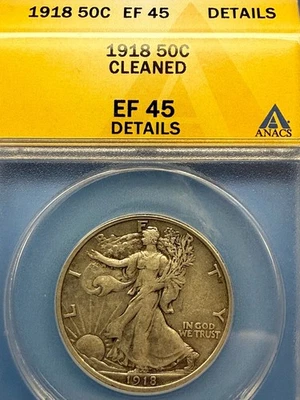 1918 50C EF 45 DETAILS
1918 50C
CLEANED
EF 45
DETAILS
ANACS
LIBERTY
IN GOD
WE TRUST
1918